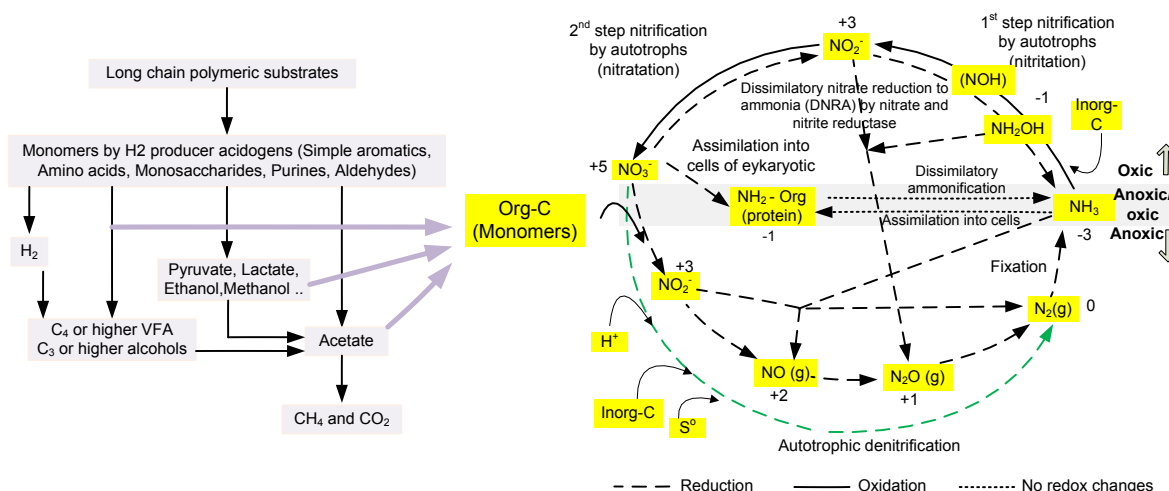 Long chain polymeric substrates
Monomers by H2 producer acidogens (Simple aromatics,
Amino acids, Monosaccharides, Purines, Aldehydes)
H₂
Pyruvate, Lactate,
Ethanol,Methanol ..
C₄ or higher VFA
C₃ or higher alcohols
Acetate
CH₄ and CO₂
Org-C
(Monomers)
2ⁿᵈ step nitrification
by autotrophs
(nitratation)
+3
NO₂⁻
1ˢᵗ step nitrification
by autotrophs
(nitritation)
(NOH)
-1
NH2OH
Inorg-
C
Dissimilatory nitrate reduction to
ammonia (DNRA) by nitrate and
nitrite reductase
+5
NO₃⁻
Assimilation into
cells of eykaryotic
NH₂ - Org
(protein)
-1
Dissimilatory
ammonification
Assimilation into cells
NH₃
-3
Oxic
Anoxic/
oxic
Anoxic
Fixation
+3
NO₂⁻
N₂(g)
0
H⁺
NO (g)
+2
N₂O (g)
+1
Inorg-C
S⁰
Autotrophic denitrification
Reduction
Oxidation
No redox changes